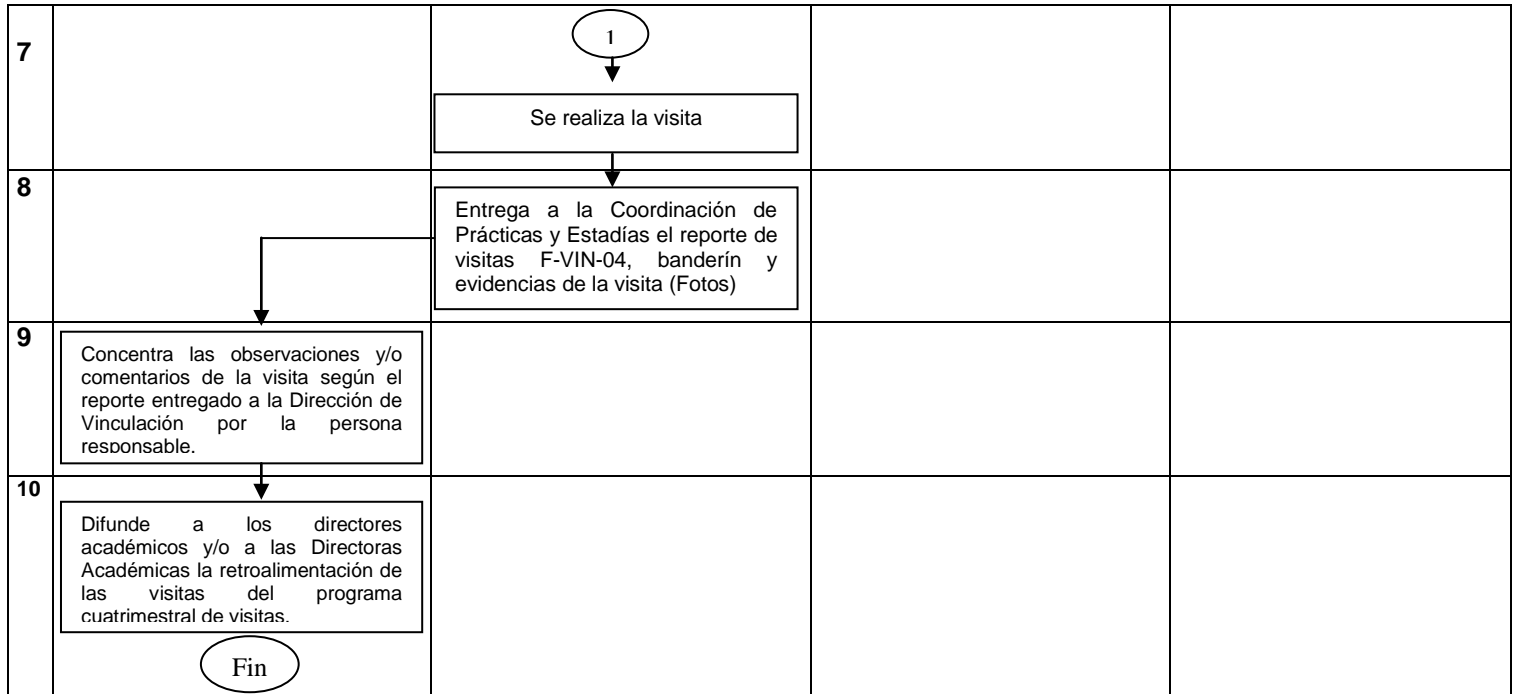 7
1
Se realiza la visita
8
Entrega a la Coordinación de
Prácticas y Estadías el reporte de
visitas F-VIN-04, banderín y
evidencias de la visita (Fotos)
9
Concentra las observaciones y/o
comentarios de la visita según el
reporte entregado a la Dirección de
Vinculación por la persona
responsable.
10
Difunde a los directores
académicos y/o a las Directoras
Académicas la retroalimentación de
las visitas del programa
cuatrimestral de visitas.
Fin